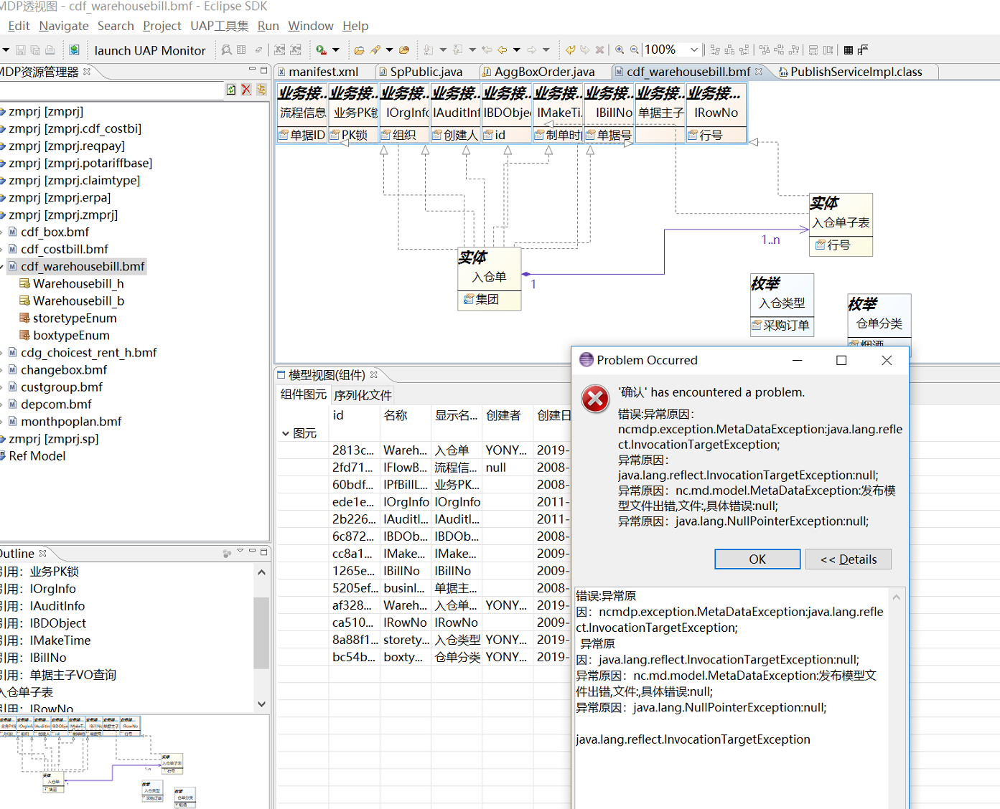 MDP透视图 - cdf_warehousebill.bmf - Eclipse SDK
Edit Navigate Search Project UAP工具集 Run Window Help
launch UAP Monitor
100%
MDP资源管理器
manifest.xml
SpPublic.java
AggBoxOrder.java
cdf_warehousebill.bmf
PublishServiceImpl.class
zmprj [zmprj]
zmprj [zmprj.cdf_costbi]
zmprj [zmprj.reqpay]
zmprj [zmprj.potariffbase]
zmprj [zmprj.claimtype]
zmprj [zmprj.erpa]
zmprj [zmprj.zmprj]
cdf_box.bmf
cdf_costbill.bmf
cdf_warehousebill.bmf
Warehousebill_h
Warehousebill_b
storetypeEnum
boxtypeEnum
cdg_choicest_rent_h.bmf
changebox.bmf
custgroup.bmf
depcom.bmf
monthpoplan.bmf
zmprj [zmprj.sp]
Ref Model
业务接... 业务接... 业务接... 业务接... 业务接... 业务接... 业务接... 业务接... 业务接...
流程信息 业务PK锁 IOrgInfo IAuditInf IBDObje IMakeTi... IBillNo 单据主子 IRowNo
单据ID PK锁 组织 创建人 id 制单时间 单据号 行号
实体
入仓单子表
行号
1..n
实体
入仓单
集团
1
枚举
入仓类型
采购订单
枚举
仓单分类
烟酒
模型视图(组件)
组件图元 序列化文件
id 名称 显示名... 创建者 创建日
图元
2813c... Wareh... 入仓单 YONY... 2019-
2fd71... IFlowB... 流程信... null 2008-
60bdf... IPfBillL... 业务PK... 2008-
ede1e... IOrgInfo IOrgInfo 2011-
2b226... IAuditI... IAuditI... 2011-
6c872... IBDOb... IBDOb... 2008-
cc8a1... IMake... IMake... 2009-
1265e... IBillNo IBillNo 2009-
5205ef... businI... 单据主... 2008-
af328... Wareh... 入仓单... YONY... 2019-
ca510... IRowNo IRowNo 2009-
8a88f1... storety... 入仓类型 YONY... 2019-
bc54b... boxty... 仓单分类 YONY... 2019-
Problem Occurred
'确认' has encountered a problem.
错误:异常原因：
ncmdp.exception.MetaDataException:java.lang.refle
ct.InvocationTargetException;
异常原因：
java.lang.reflect.InvocationTargetException:null;
异常原因：nc.md.model.MetaDataException:发布模
型文件出错,文件:,具体错误:null;
异常原因：java.lang.NullPointerException:null;
OK
<< Details
错误:异常原
因：ncmdp.exception.MetaDataException:java.lang.refle
ct.InvocationTargetException;
异常原
因：java.lang.reflect.InvocationTargetException:null;
异常原因：nc.md.model.MetaDataException:发布模型文
件出错,文件:,具体错误:null;
异常原因：java.lang.NullPointerException:null;
java.lang.reflect.InvocationTargetException
Outline
引用：业务PK锁
引用：IOrgInfo
引用：IAuditInfo
引用：IBDObject
引用：IMakeTime
引用：IBillNo
引用：单据主子VO查询
入仓单子表
引用：IRowNo